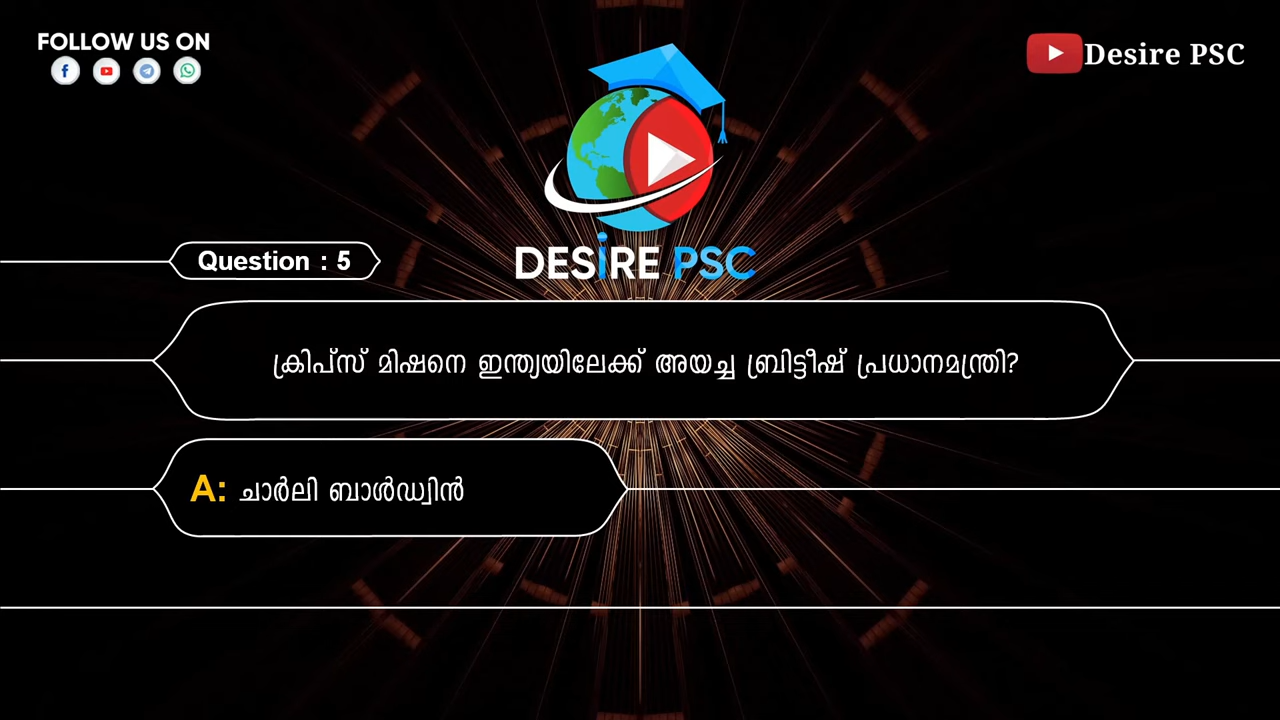 FOLLOW US ON
Desire PSC
DESIRE PSC
Question : 5
ക്രിപ്സ് മിഷനെ ഇന്ത്യയിലേക്ക് അയച്ച ബ്രിട്ടീഷ് പ്രധാനമന്ത്രി?
A: ചാർലി ബാൾഡ്വിൻ